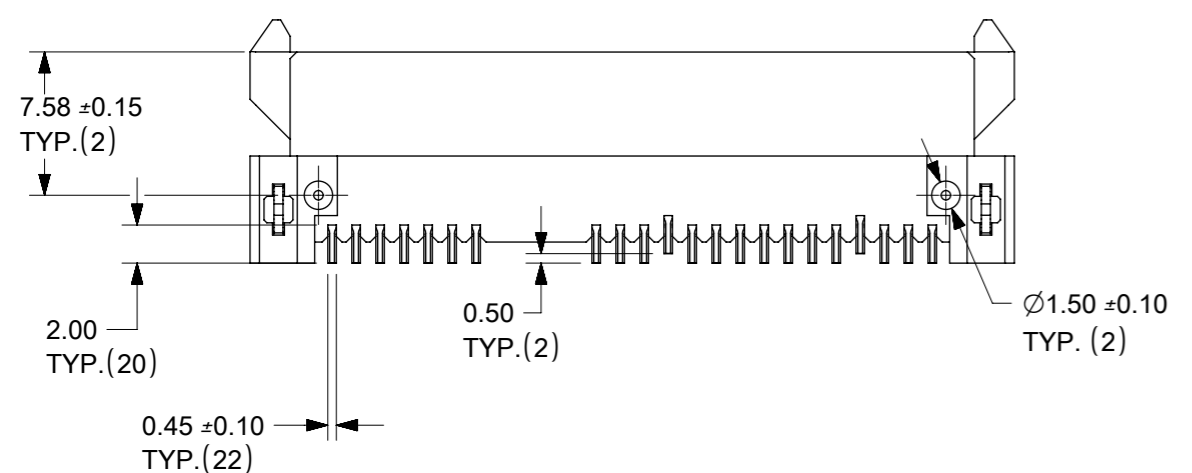 7.58 ±0.15
TYP.(2)
2.00
TYP.(20)
0.45 ±0.10
TYP.(22)
0.50
TYP.(2)
∅1.50 ±0.10
TYP. (2)